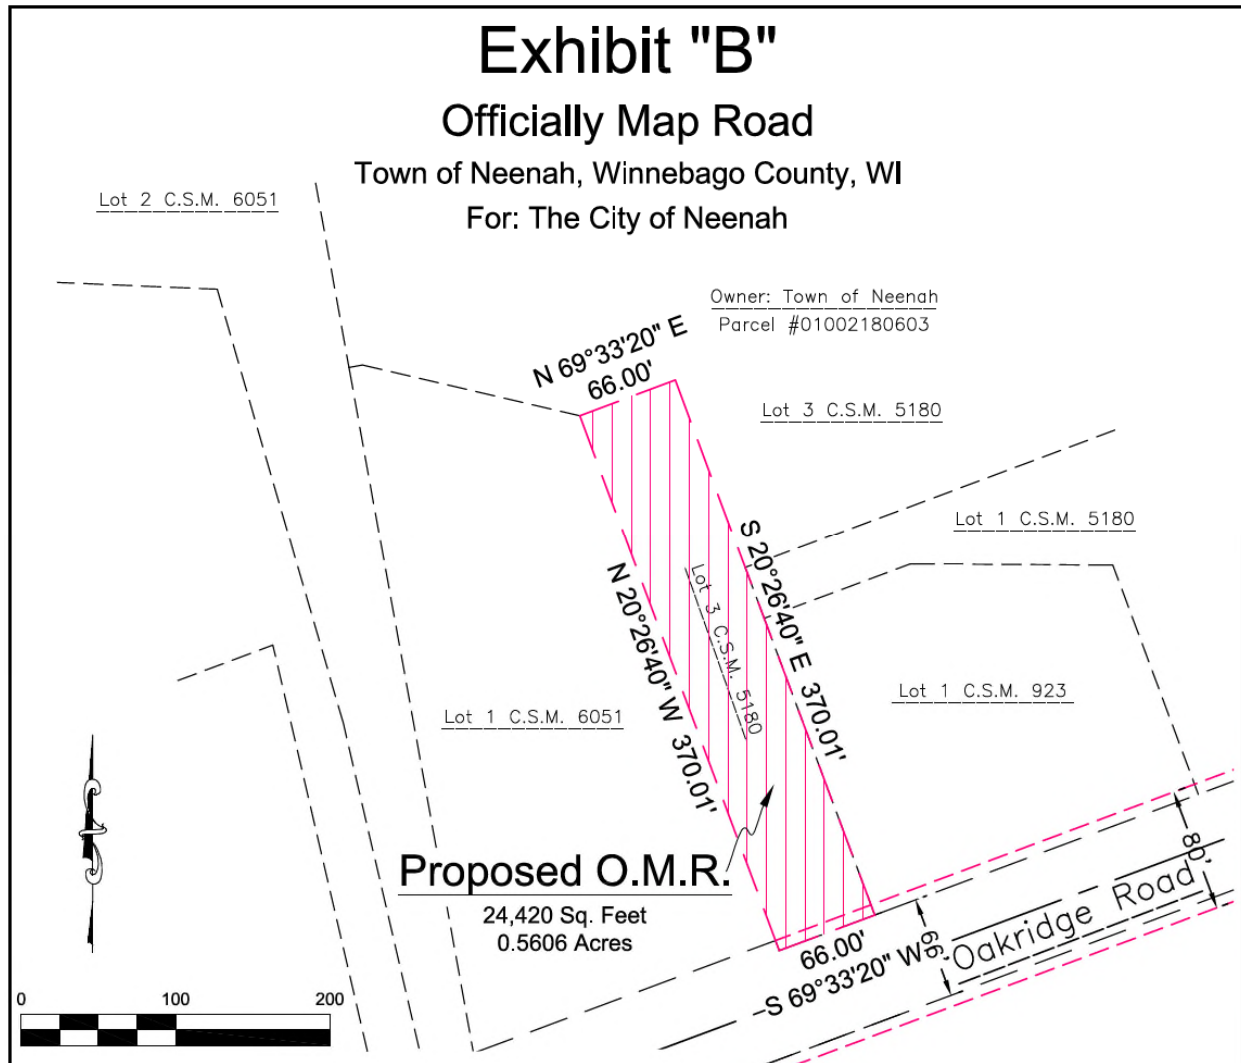 Exhibit "B"
Officially Map Road
Town of Neenah, Winnebago County, WI
For: The City of Neenah
Lot 2 C.S.M. 6051
Owner: Town of Neenah
Parcel #01002180603
N 69°33'20" E
66.00'
Lot 3 C.S.M. 5180
Lot 1 C.S.M. 5180
S 20°26'40" E 370.01'
Lot 3 C.S.M. 5180
N 20°26'40" W 370.01'
Lot 1 C.S.M. 923
Lot 1 C.S.M. 6051
Proposed O.M.R.
24,420 Sq. Feet
0.5606 Acres
80'
Oakridge Road
66'
66.00'
S 69°33'20" W
0 100 200